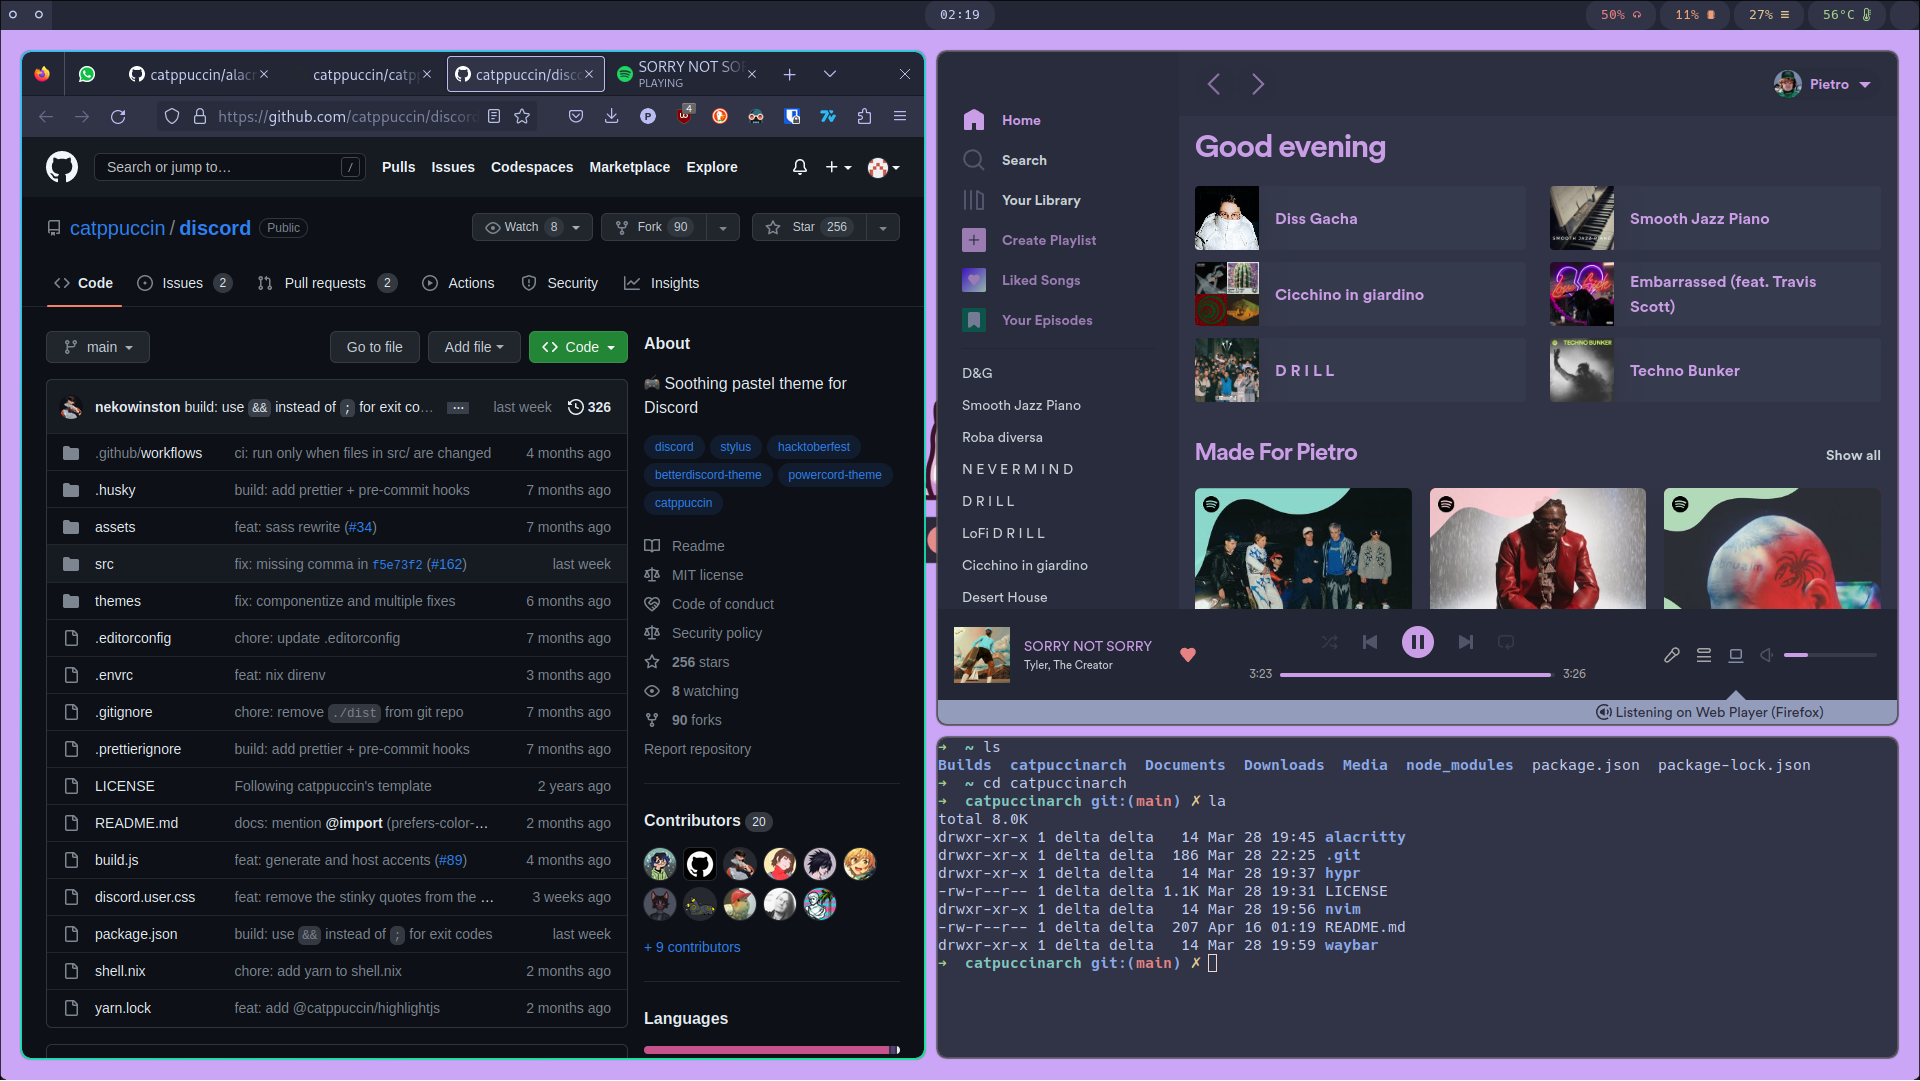 02:19
50%
11%
27%
56°C
catppuccin/alac
catppuccin/catp
catppuccin/disc
SORRY NOT SO
PLAYING
https://github.com/catppuccin/discord
4
Search or jump to…
/
Pulls
Issues
Codespaces
Marketplace
Explore
catppuccin / discord
Public
Watch 8
Fork 90
Star 256
Code
Issues 2
Pull requests 2
Actions
Security
Insights
main
Go to file
Add file
Code
nekowinston build: use && instead of ; for exit co… ... last week 326
.github/workflows ci: run only when files in src/ are changed 4 months ago
.husky build: add prettier + pre-commit hooks 7 months ago
assets feat: sass rewrite (#34) 7 months ago
src fix: missing comma in f5e73f2 (#162) last week
themes fix: componentize and multiple fixes 6 months ago
.editorconfig chore: update .editorconfig 7 months ago
.envrc feat: nix direnv 3 months ago
.gitignore chore: remove ./dist from git repo 7 months ago
.prettierignore build: add prettier + pre-commit hooks 7 months ago
LICENSE Following catppuccin's template 2 years ago
README.md docs: mention @import (prefers-color-… 2 months ago
build.js feat: generate and host accents (#89) 4 months ago
discord.user.css feat: remove the stinky quotes from the … 3 weeks ago
package.json build: use && instead of ; for exit codes last week
shell.nix chore: add yarn to shell.nix 2 months ago
yarn.lock feat: add @catppuccin/highlightjs 2 months ago
About
🎮 Soothing pastel theme for
Discord
discord stylus hacktoberfest
betterdiscord-theme powercord-theme
catppuccin
Readme
MIT license
Code of conduct
Security policy
256 stars
8 watching
90 forks
Report repository
Contributors 20
+ 9 contributors
Languages
Pietro
Home
Search
Your Library
Create Playlist
Liked Songs
Your Episodes
D&G
Smooth Jazz Piano
Roba diversa
N E V E R M I N D
D R I L L
LoFi D R I L L
Cicchino in giardino
Desert House
Good evening
Diss Gacha
Smooth Jazz Piano
Cicchino in giardino
Embarrassed (feat. Travis
Scott)
D R I L L
Techno Bunker
Made For Pietro
Show all
SORRY NOT SORRY
Tyler, The Creator
3:23
3:26
Listening on Web Player (Firefox)
➜ ~ ls
Builds catpuccinarch Documents Downloads Media node_modules package.json package-lock.json
➜ ~ cd catpuccinarch
➜ catpuccinarch git:(main) ✗ la
total 8.0K
drwxr-xr-x 1 delta delta 14 Mar 28 19:45 alacritty
drwxr-xr-x 1 delta delta 186 Mar 28 22:25 .git
drwxr-xr-x 1 delta delta 14 Mar 28 19:37 hypr
-rw-r--r-- 1 delta delta 1.1K Mar 28 19:31 LICENSE
drwxr-xr-x 1 delta delta 14 Mar 28 19:56 nvim
-rw-r--r-- 1 delta delta 207 Apr 16 01:19 README.md
drwxr-xr-x 1 delta delta 14 Mar 28 19:59 waybar
➜ catpuccinarch git:(main) ✗